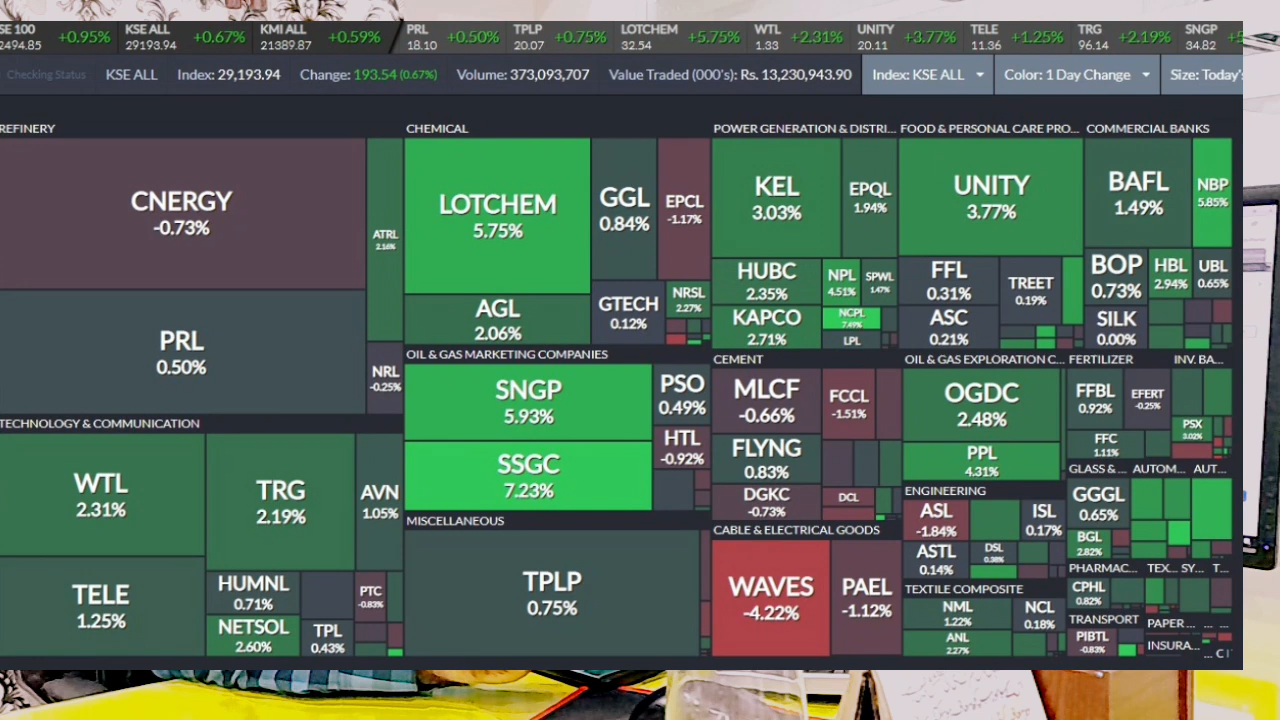 SE 100 KSE ALL KMI ALL PRL TPLP LOTCHEM WTL UNITY TELE TRG SNGP
2494.85 +0.95% 29193.94 +0.67% 21389.87 +0.59% 18.10 +0.50% 20.07 +0.75% 32.54 +5.75% 1.33 +2.31% 20.11 +3.77% 11.36 +1.25% 96.14 +2.19% 34.82 +5
Checking Status KSE ALL Index: 29,193.94 Change: 193.54 (0.67%) Volume: 373,093,707 Value Traded (000's): Rs. 13,230,943.90 Index: KSE ALL Color: 1 Day Change Size: Today's
REFINERY
CNERGY
-0.73%
ATRL
2.16%
PRL
0.50%
NRL
-0.25%
TECHNOLOGY & COMMUNICATION
WTL
2.31%
TRG
2.19%
AVN
1.05%
TELE
1.25%
HUMNL
0.71%
NETSOL
2.60%
TPL
0.43%
PTC
-0.83%
CHEMICAL
LOTCHEM
5.75%
GGL
0.84%
EPCL
-1.17%
AGL
2.06%
GTECH
0.12%
NRSL
2.27%
OIL & GAS MARKETING COMPANIES
SNGP
5.93%
PSO
0.49%
SSGC
7.23%
HTL
-0.92%
MISCELLANEOUS
TPLP
0.75%
POWER GENERATION & DISTRI...
KEL
3.03%
EPQL
1.94%
HUBC
2.35%
NPL
4.51%
SPWL
1.47%
KAPCO
2.71%
NCPL
7.49%
LPL
CEMENT
MLCF
-0.66%
FCCL
-1.51%
FLYNG
0.83%
DGKC
-0.73%
DCL
CABLE & ELECTRICAL GOODS
WAVES
-4.22%
PAEL
-1.12%
FOOD & PERSONAL CARE PRO...
UNITY
3.77%
FFL
0.31%
TREET
0.19%
ASC
0.21%
COMMERCIAL BANKS
BAFL
1.49%
NBP
5.85%
BOP
0.73%
HBL
2.94%
UBL
0.65%
SILK
0.00%
OIL & GAS EXPLORATION C...
OGDC
2.48%
PPL
4.31%
FERTILIZER
FFBL
0.92%
EFERT
-0.25%
FFC
1.11%
INV. BA...
PSX
3.02%
ENGINEERING
ASL
-1.84%
ISL
0.17%
ASTL
0.14%
DSL
0.38%
GLASS & ...
GGGL
0.65%
BGL
2.82%
AUTOM...
AUT...
TEXTILE COMPOSITE
NML
1.22%
NCL
0.18%
ANL
2.27%
PHARMAC...
CPHL
0.82%
TEX...
SY...
T...
TRANSPORT
PIBTL
-0.83%
PAPER ...
...
...
INSURA...
... C